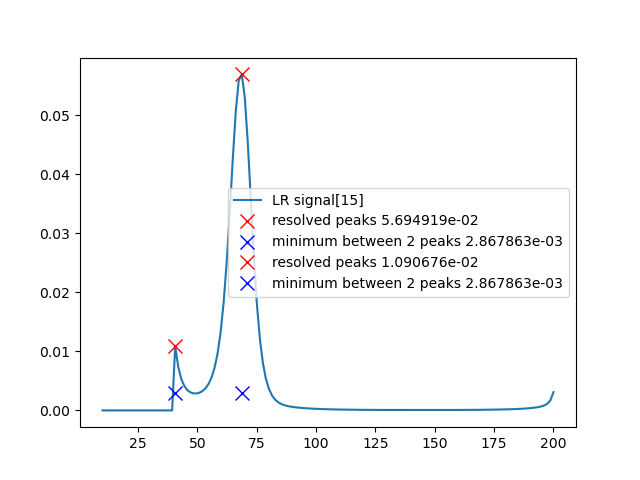 0.05
0.04
0.03
0.02
0.01
0.00
LR signal[15]
resolved peaks 5.694919e-02
minimum between 2 peaks 2.867863e-03
resolved peaks 1.090676e-02
minimum between 2 peaks 2.867863e-03
25 50 75 100 125 150 175 200